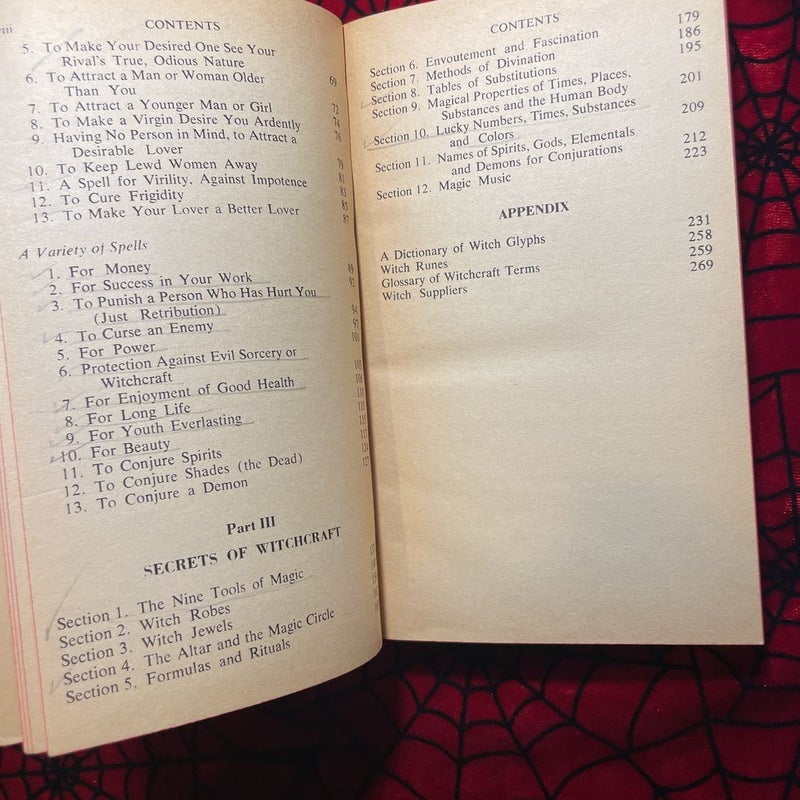 viii
CONTENTS
5. To Make Your Desired One See Your
Rival's True, Odious Nature 69
6. To Attract a Man or Woman Older
Than You 72
7. To Attract a Younger Man or Girl 74
8. To Make a Virgin Desire You Ardently 76
9. Having No Person in Mind, to Attract a
Desirable Lover 79
10. To Keep Lewd Women Away 81
11. A Spell for Virility, Against Impotence 83
12. To Cure Frigidity 85
13. To Make Your Lover a Better Lover 87
A Variety of Spells
1. For Money 89
2. For Success in Your Work 92
3. To Punish a Person Who Has Hurt You
(Just Retribution) 94
4. To Curse an Enemy 97
5. For Power 101
6. Protection Against Evil Sorcery or
Witchcraft
7. For Enjoyment of Good Health
8. For Long Life
9. For Youth Everlasting
10. For Beauty
11. To Conjure Spirits
12. To Conjure Shades (the Dead)
13. To Conjure a Demon
Part III
SECRETS OF WITCHCRAFT
Section 1. The Nine Tools of Magic
Section 2. Witch Robes
Section 3. Witch Jewels
Section 4. The Altar and the Magic Circle
Section 5. Formulas and Rituals
CONTENTS
Section 6. Envoutement and Fascination 179
Section 7. Methods of Divination 186
Section 8. Tables of Substitutions 195
Section 9. Magical Properties of Times, Places,
Substances and the Human Body 201
Section 10. Lucky Numbers, Times, Substances
and Colors 209
Section 11. Names of Spirits, Gods, Elementals
and Demons for Conjurations 212
Section 12. Magic Music 223
APPENDIX
A Dictionary of Witch Glyphs 231
Witch Runes 258
Glossary of Witchcraft Terms 259
Witch Suppliers 269